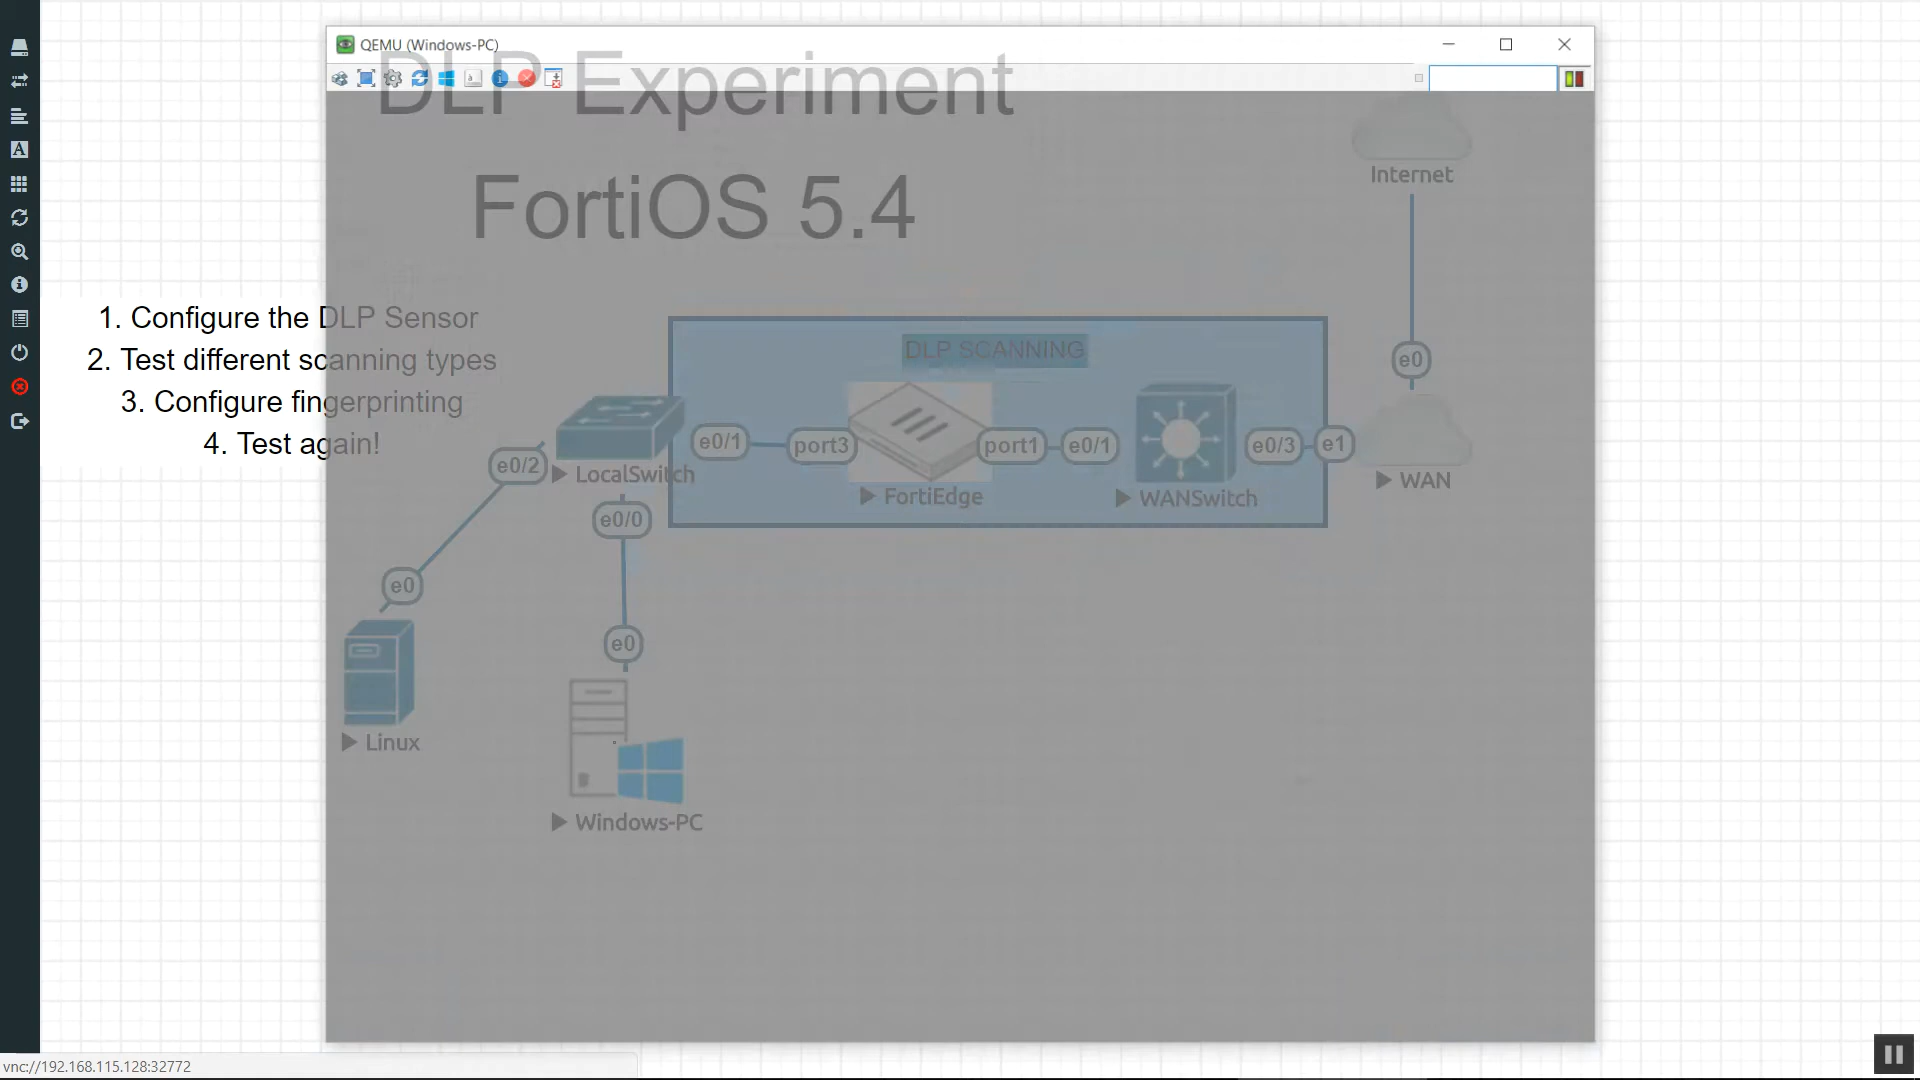 QEMU (Windows-PC)
DLP Experiment
FortiOS 5.4
Internet
1. Configure the DLP Sensor
2. Test different scanning types
3. Configure fingerprinting
4. Test again!
DLP SCANNING
e0
e0/2
LocalSwitch
e0/1
port3
FortiEdge
port1
e0/1
WANSwitch
e0/3
e1
WAN
e0/0
e0
e0
Linux
Windows-PC
vnc://192.168.115.128:32772